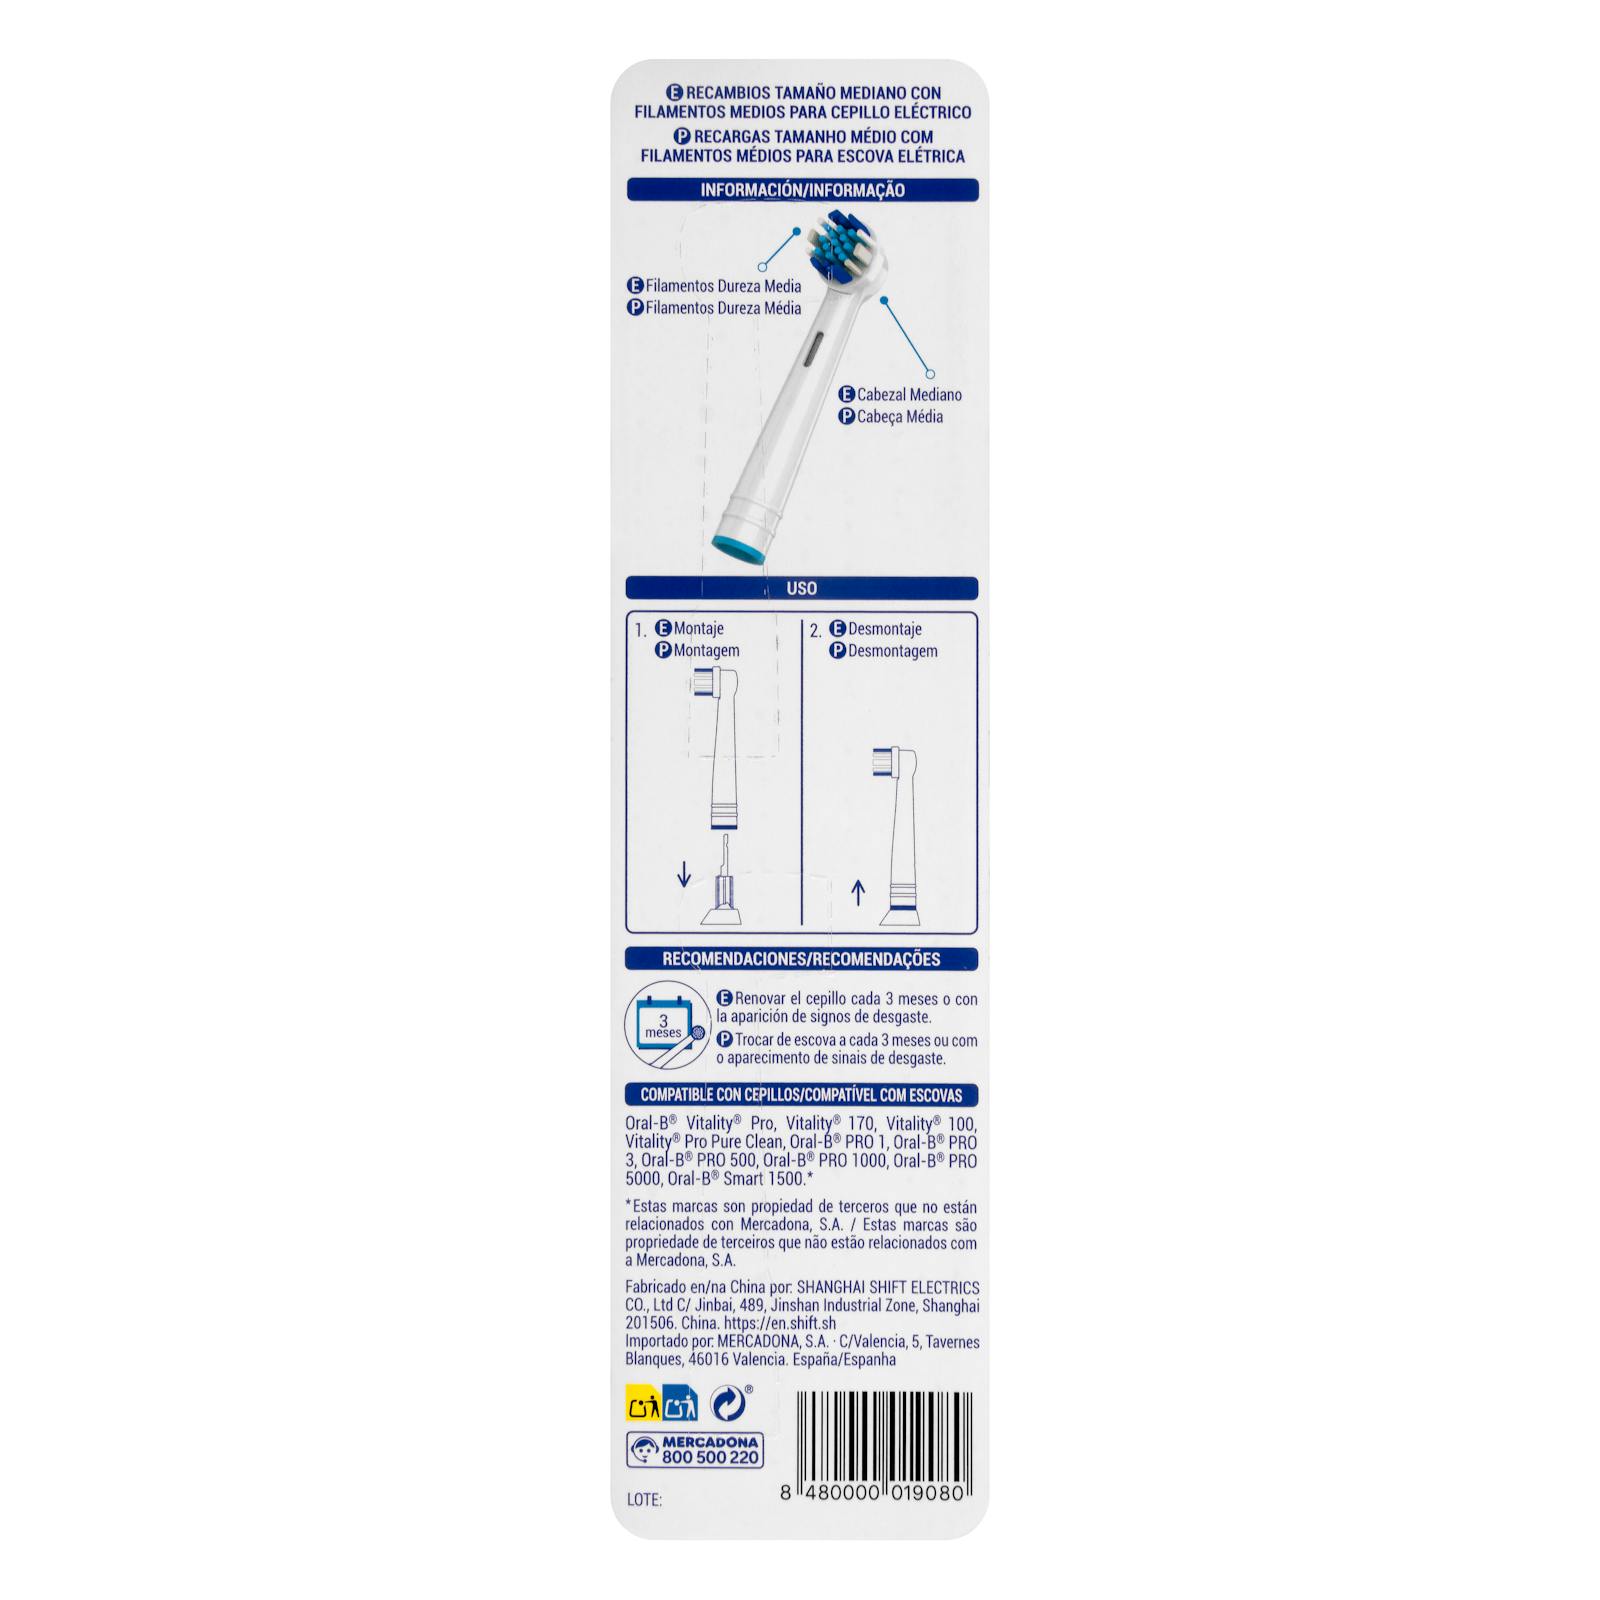 E RECAMBIOS TAMAÑO MEDIANO CON
FILAMENTOS MEDIOS PARA CEPILLO ELÉCTRICO
P RECARGAS TAMANHO MÉDIO COM
FILAMENTOS MÉDIOS PARA ESCOVA ELÉTRICA
INFORMACIÓN/INFORMAÇÃO
E Filamentos Dureza Media
P Filamentos Dureza Média
E Cabezal Mediano
P Cabeça Média
USO
1. E Montaje
P Montagem
2. E Desmontaje
P Desmontagem
RECOMENDACIONES/RECOMENDAÇÕES
3
meses
E Renovar el cepillo cada 3 meses o con
la aparición de signos de desgaste.
P Trocar de escova a cada 3 meses ou com
o aparecimento de sinais de desgaste.
COMPATIBLE CON CEPILLOS/COMPATÍVEL COM ESCOVAS
Oral-B® Vitality® Pro, Vitality® 170, Vitality® 100,
Vitality® Pro Pure Clean, Oral-B® PRO 1, Oral-B® PRO
3, Oral-B® PRO 500, Oral-B® PRO 1000, Oral-B® PRO
5000, Oral-B® Smart 1500.*
*Estas marcas son propiedad de terceros que no están
relacionados con Mercadona, S.A. / Estas marcas são
propriedade de terceiros que não estão relacionados com
a Mercadona, S.A.
Fabricado en/na China por: SHANGHAI SHIFT ELECTRICS
CO., Ltd C/ Jinbai, 489, Jinshan Industrial Zone, Shanghai
201506. China. https://en.shift.sh
Importado por: MERCADONA, S.A. · C/Valencia, 5, Tavernes
Blanques, 46016 Valencia. España/Espanha
®
MERCADONA
800 500 220
LOTE:
8 480000 019080